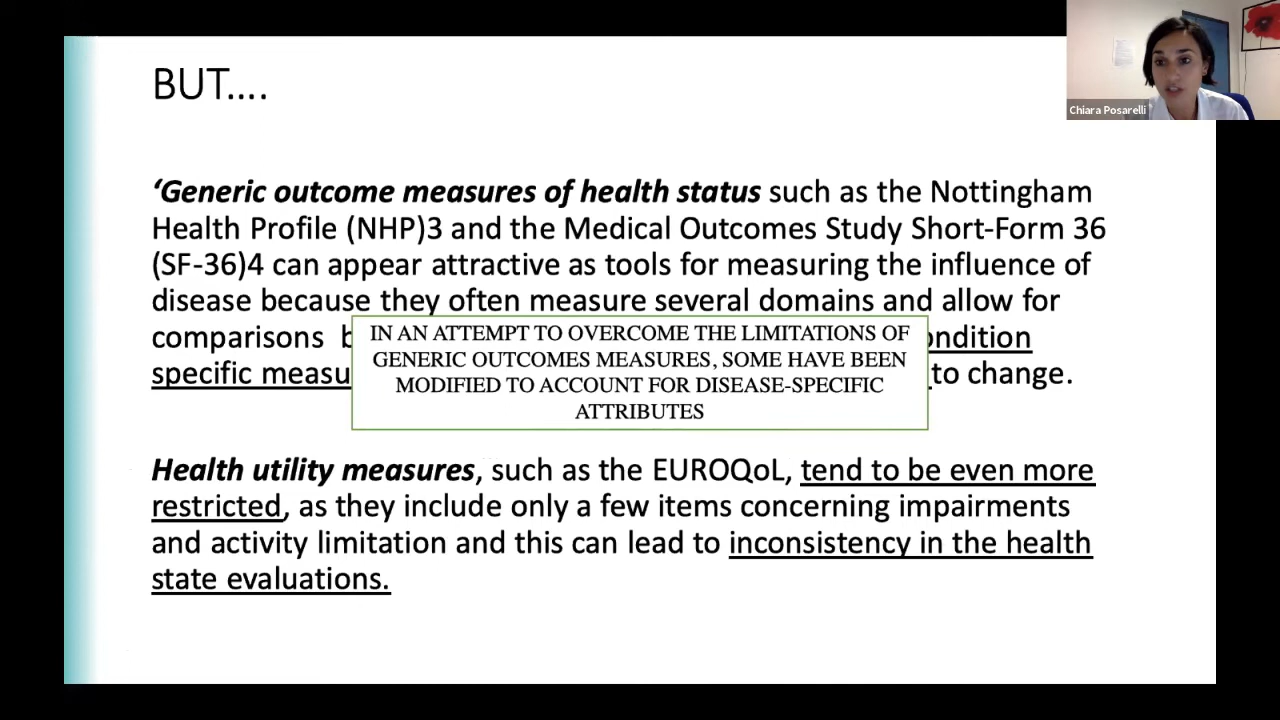 BUT....
Chiara Posarelli
‘Generic outcome measures of health status such as the Nottingham
Health Profile (NHP)3 and the Medical Outcomes Study Short-Form 36
(SF-36)4 can appear attractive as tools for measuring the influence of
disease because they often measure several domains and allow for
comparisons
specific to change.
IN AN ATTEMPT TO OVERCOME THE LIMITATIONS OF
GENERIC OUTCOMES MEASURES, SOME HAVE BEEN
MODIFIED TO ACCOUNT FOR DISEASE-SPECIFIC
ATTRIBUTES
Health utility measures, such as the EUROQoL, tend to be even more
restricted, as they include only a few items concerning impairments
and activity limitation and this can lead to inconsistency in the health
state evaluations.